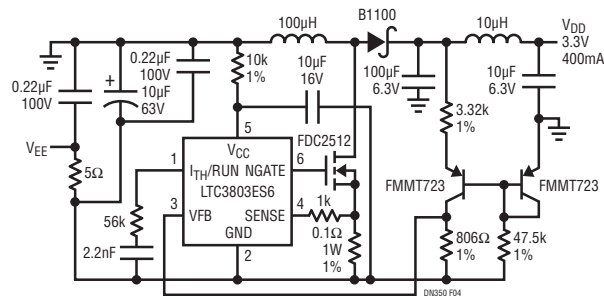 100µH
B1100
10µH
VDD
3.3V
400mA
0.22µF
100V
0.22µF
100V
+
10µF
63V
10k
1%
10µF
16V
100µF
6.3V
10µF
6.3V
3.32k
1%
VEE
5Ω
5
VCC
FDC2512
1
ITH/RUN
NGATE
6
LTC3803ES6
3
VFB
SENSE
4
1k
GND
2
FMMT723
FMMT723
56k
2.2nF
0.1Ω
1W
1%
806Ω
1%
47.5k
1%
DN350 F04